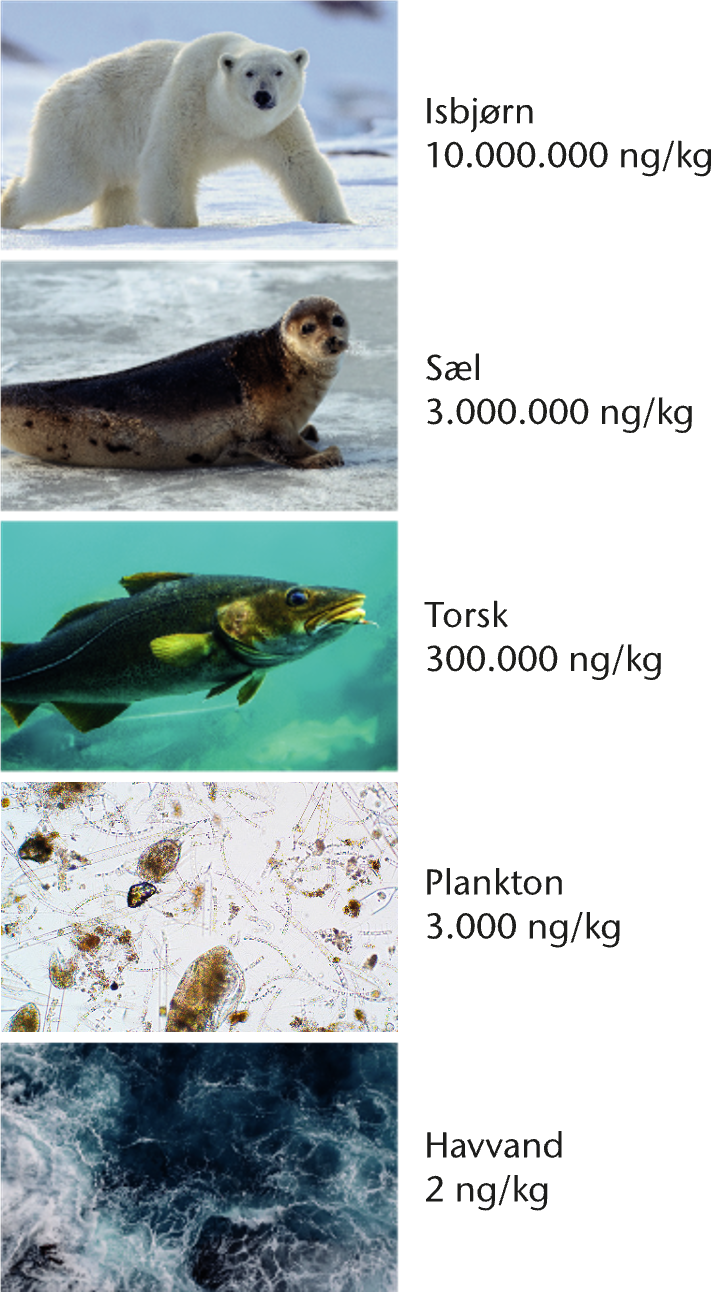 Isbjørn
10.000.000 ng/kg
Sæl
3.000.000 ng/kg
Torsk
300.000 ng/kg
Plankton
3.000 ng/kg
Havvand
2 ng/kg